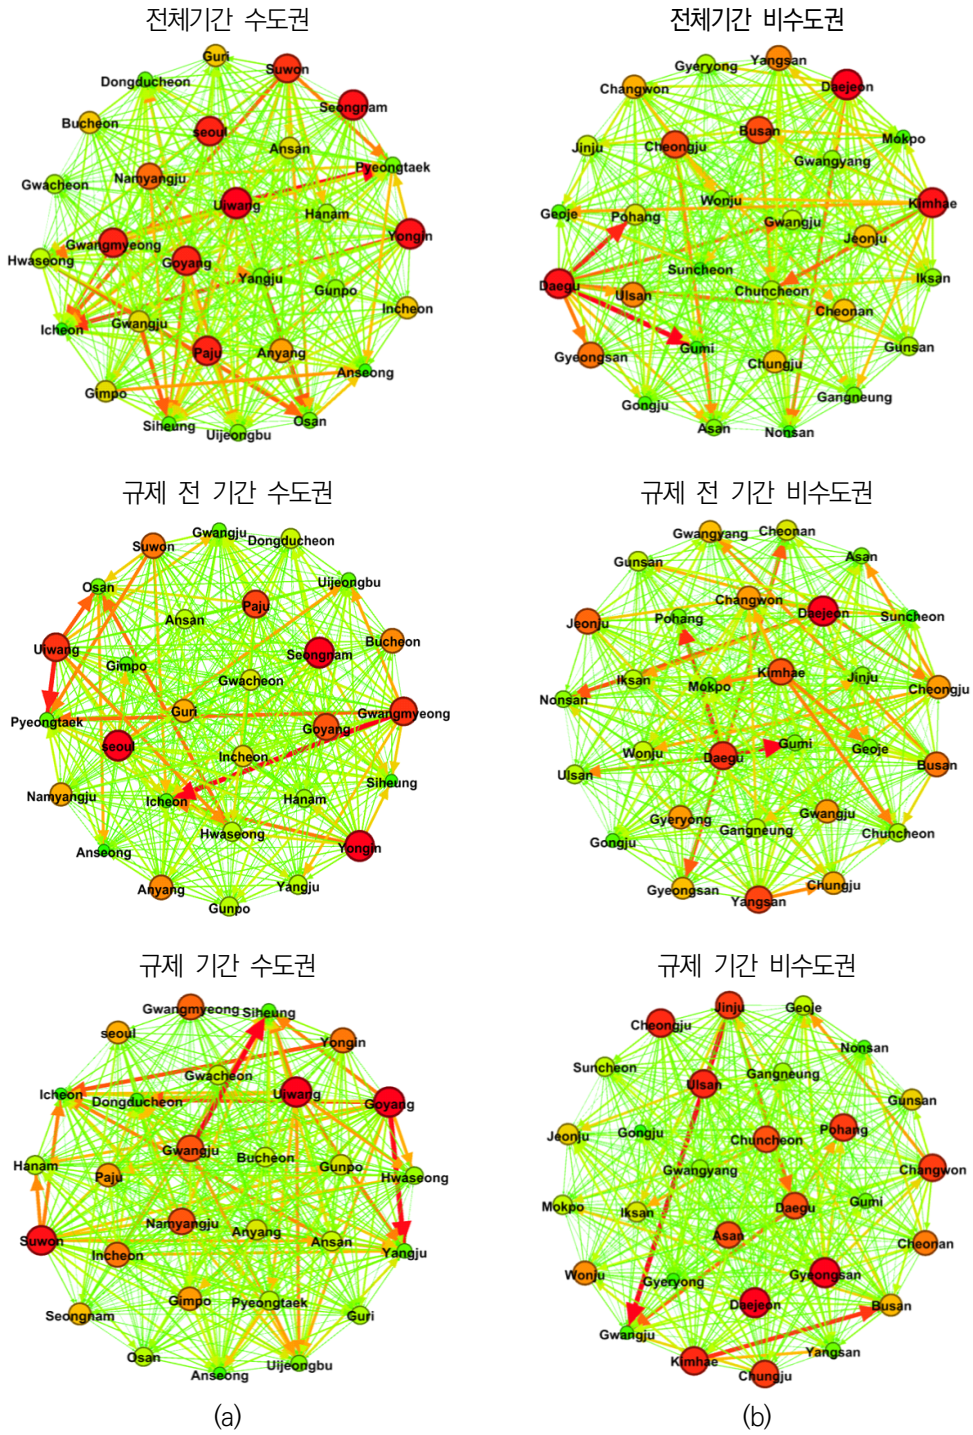 전체기간 수도권
Guri
Suwon
Dongducheon
Seongnam
Bucheon
seoul
Ansan
Pyeongtaek
Namyangju
Gwacheon
Uiwang
Hanam
Yongin
Gwangmyeong
Hwaseong
Goyang
Yangju
Gunpo
Incheon
Gwangju
Icheon
Paju
Anyang
Anseong
Gimpo
Siheung
Osan
Uijeongbu
전체기간 비수도권
Yangsan
Gyeryong
Daejeon
Changwon
Busan
Mokpo
Jinju
Cheongju
Gwangyang
Wonju
Kimhae
Geoje
Pohang
Gwangju
Jeonju
Suncheon
Iksan
Daegu
Ulsan
Chuncheon
Cheonan
Gyeongsan
Gumi
Gunsan
Chungju
Gangneung
Gongju
Asan
Nonsan
규제 전 기간 수도권
Gwangju
Dongducheon
Suwon
Uijeongbu
Osan
Paju
Ansan
Bucheon
Uiwang
Seongnam
Gimpo
Gwacheon
Guri
Gwangmyeong
Pyeongtaek
Goyang
seoul
Incheon
Siheung
Namyangju
Icheon
Hanam
Hwaseong
Anseong
Yongin
Anyang
Yangju
Gunpo
규제 전 기간 비수도권
Gwangyang
Cheonan
Gunsan
Asan
Changwon
Daejeon
Suncheon
Jeonju
Pohang
Kimhae
Jinju
Iksan
Mokpo
Cheongju
Nonsan
Gumi
Geoje
Wonju
Daegu
Busan
Ulsan
Gwangju
Gyeryong
Gangneung
Chuncheon
Gongju
Gyeongsan
Chungju
Yangsan
규제 기간 수도권
Gwangmyeong
Siheung
seoul
Yongin
Gwacheon
Icheon
Dongducheon
Uiwang
Goyang
Gwangju
Bucheon
Hanam
Paju
Gunpo
Hwaseong
Namyangju
Anyang
Suwon
Ansan
Incheon
Yangju
Gimpo
Pyeongtaek
Seongnam
Guri
Osan
Uijeongbu
Anseong
규제 기간 비수도권
Jinju
Geoje
Cheongju
Nonsan
Suncheon
Gangneung
Ulsan
Gunsan
Jeonju
Gongju
Chuncheon
Pohang
Gwangyang
Changwon
Mokpo
Iksan
Daegu
Gumi
Asan
Cheonan
Wonju
Gyeryong
Gyeongsan
Daejeon
Busan
Gwangju
Yangsan
Kimhae
Chungju
(a)
(b)